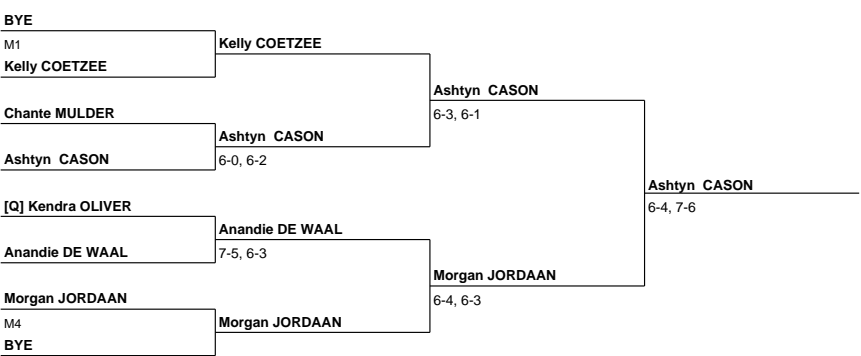 BYE
M1
Kelly COETZEE
Kelly COETZEE
Chante MULDER
Ashtyn  CASON
Ashtyn  CASON
6-0, 6-2
Ashtyn  CASON
6-3, 6-1
[Q] Kendra OLIVER
Anandie DE WAAL
Anandie DE WAAL
7-5, 6-3
Morgan JORDAAN
M4
BYE
Morgan JORDAAN
Morgan JORDAAN
6-4, 6-3
Ashtyn  CASON
6-4, 7-6